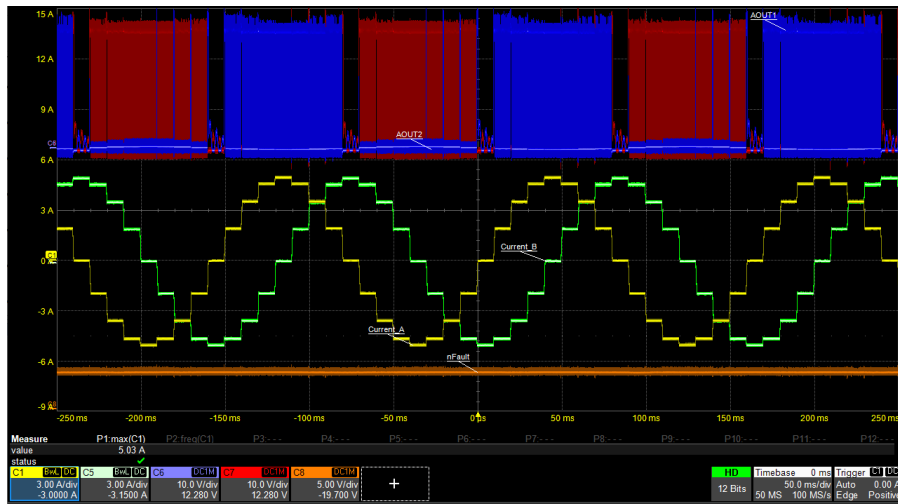 15 A
AOUT1
12 A
9 A
AOUT2
C6
6 A
3 A
Current_B
C1
0 A
-3 A
Current_A
nFault
-6 A
-9 A
-250 ms -200 ms -150 ms -100 ms -50 ms 0 µs 50 ms 100 ms 150 ms 200 ms 250 ms
Measure P1:max(C1) P2:freq(C1) P3:--- P4:--- P5:--- P6:--- P7:--- P8:--- P9:--- P10:--- P11:--- P12:---
value 5.03 A
status
C1 BwL DC C5 BwL DC C6 DC1M C7 DC1M C8 DC1M HD Timebase 0 ms Trigger C1 DC
3.00 A/div 3.00 A/div 10.0 V/div 10.0 V/div 5.00 V/div + 12 Bits 50.0 ms/div Auto 0.00 A
-3.0000 A -3.1500 A 12.280 V 12.280 V -19.700 V 50 MS 100 MS/s Edge Positive